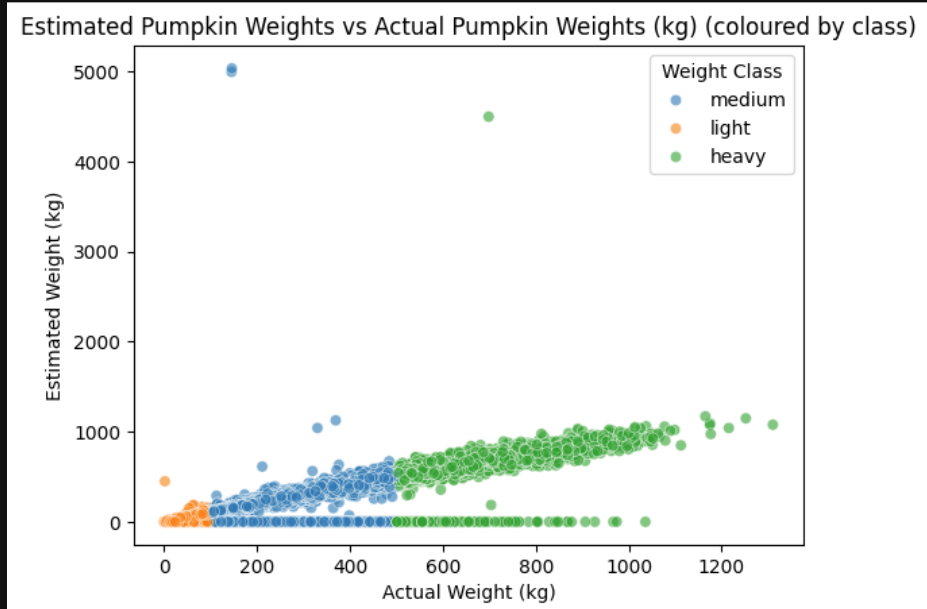 Estimated Pumpkin Weights vs Actual Pumpkin Weights (kg) (coloured by class)
Weight Class
medium
light
heavy
5000
4000
3000
2000
1000
0
Estimated Weight (kg)
0 200 400 600 800 1000 1200
Actual Weight (kg)